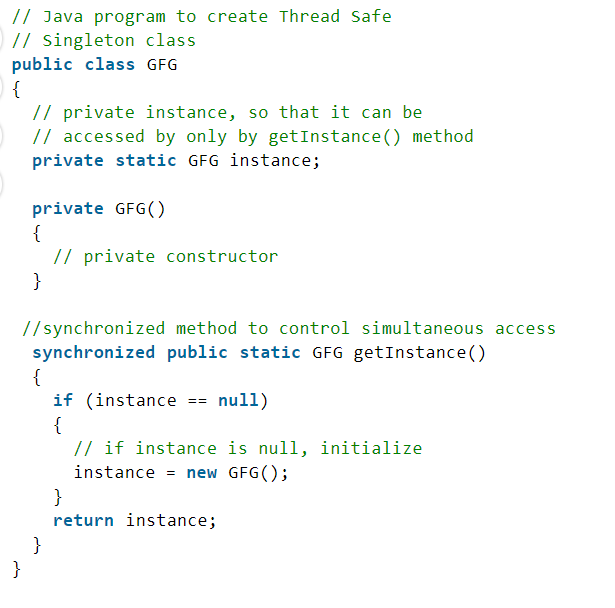 // Java program to create Thread Safe
// Singleton class
public class GFG
{
  // private instance, so that it can be
  // accessed by only by getInstance() method
  private static GFG instance;

  private GFG()
  {
    // private constructor
  }

 //synchronized method to control simultaneous access
  synchronized public static GFG getInstance()
  {
    if (instance == null)
    {
      // if instance is null, initialize
      instance = new GFG();
    }
    return instance;
  }
}